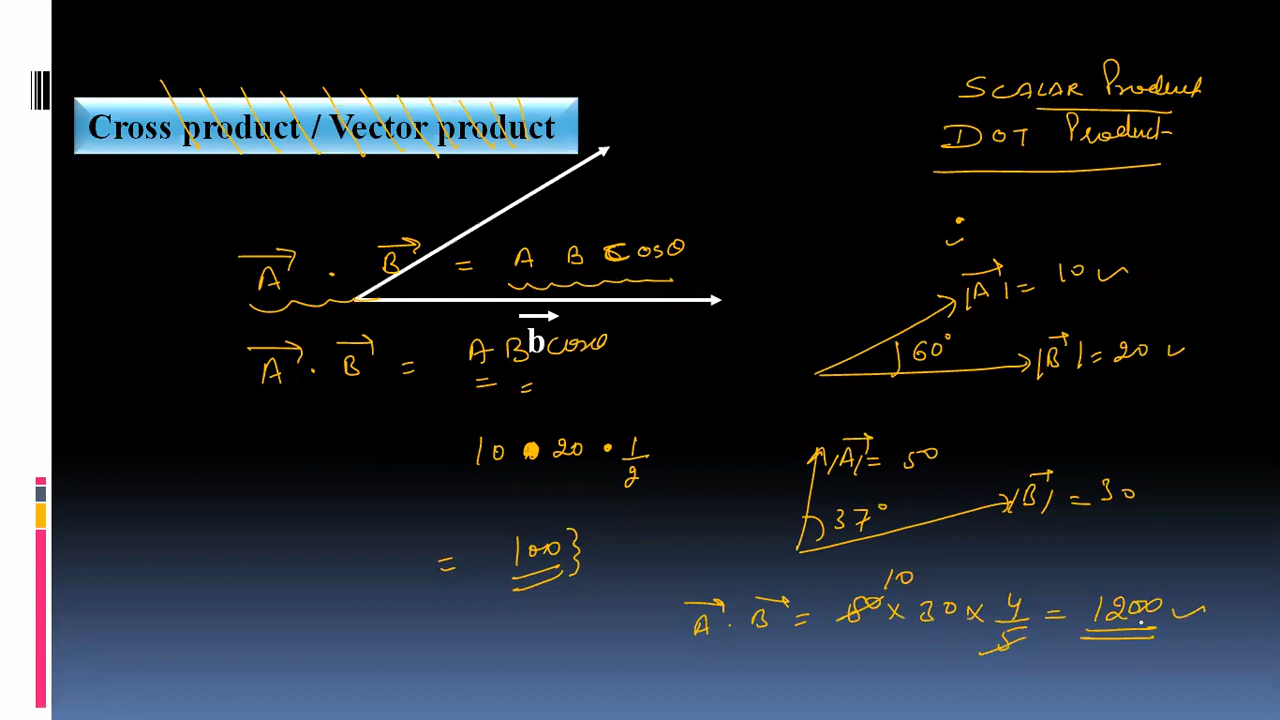 SCALAR Product
DOT Product
Cross product / Vector product
A · B = A B cosθ
|A| = 10
60°
|B| = 20
A · B = A B cosθ
b
10 · 20 · 1/2
|A| = 50
37°
|B| = 30
= 100}
10
A · B = 50 × 30 × 4/5 = 1200